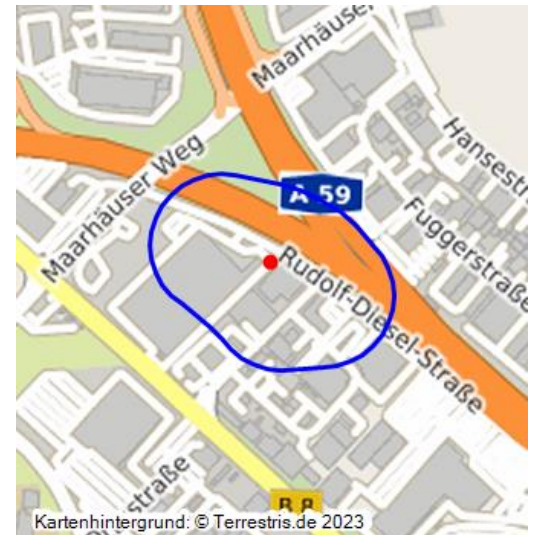 Maarhäuser
Maarhäuser Weg
Hansestr
A 59
Fuggerstraße
Rudolf-Diesel-Straße
straße
B 8
Kartenhintergrund: © Terrestris.de 2023